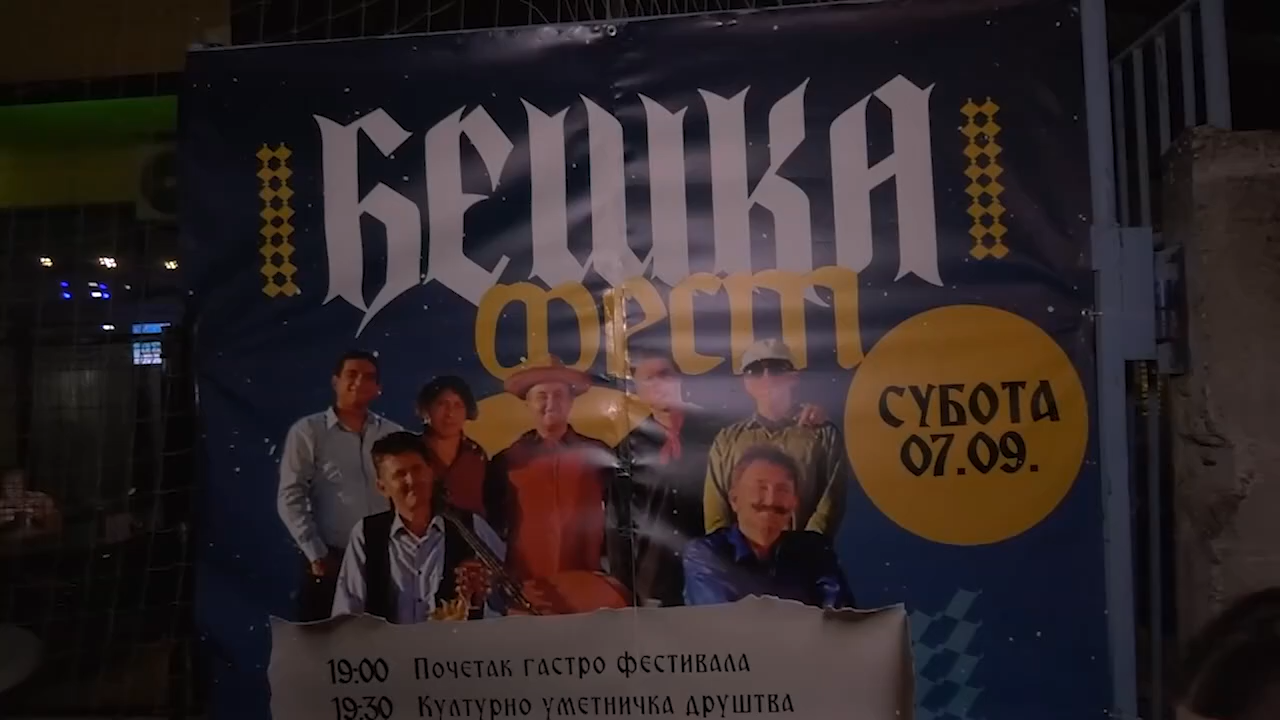 БЕШКА
фест
СУБОТА
07.09.
19:00 Почетак гастро фестивала
19:30 Културно уметничка друштва